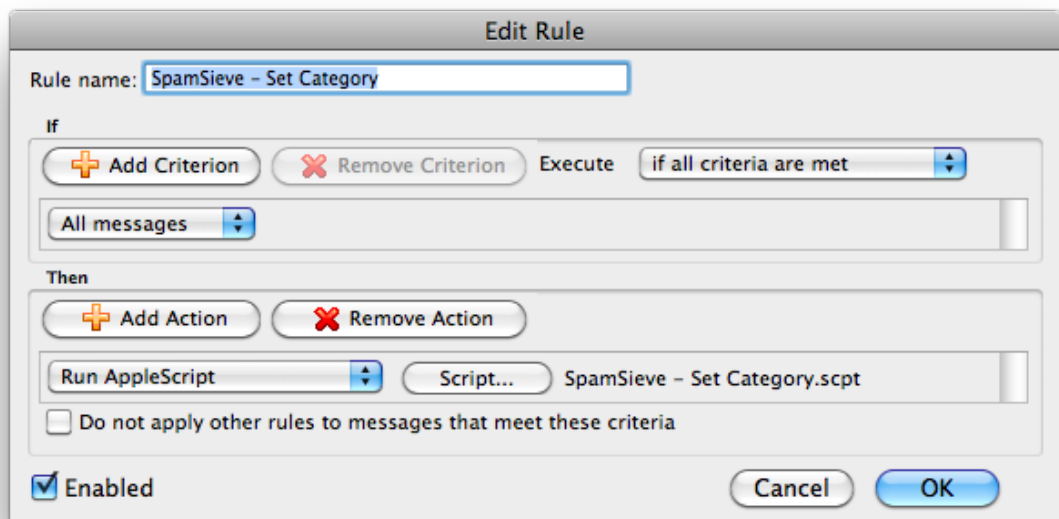 Edit Rule
Rule name: SpamSieve – Set Category
If
Add Criterion Remove Criterion Execute if all criteria are met
All messages
Then
Add Action Remove Action
Run AppleScript Script... SpamSieve – Set Category.scpt
Do not apply other rules to messages that meet these criteria
Enabled Cancel OK